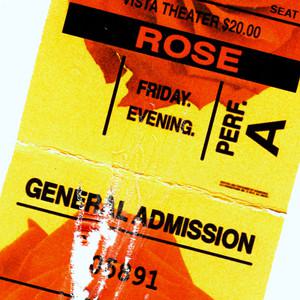 VISTA THEATER $20.00
SEAT
ROSE
FRIDAY.
EVENING.
PERF.
A
GENERAL ADMISSION
05891